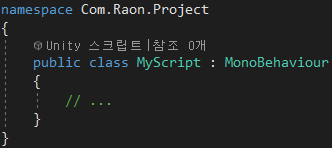 namespace Com.Raon.Project
{
Unity 스크립트|참조 0개
public class MyScript : MonoBehaviour
{
// ...
}
}